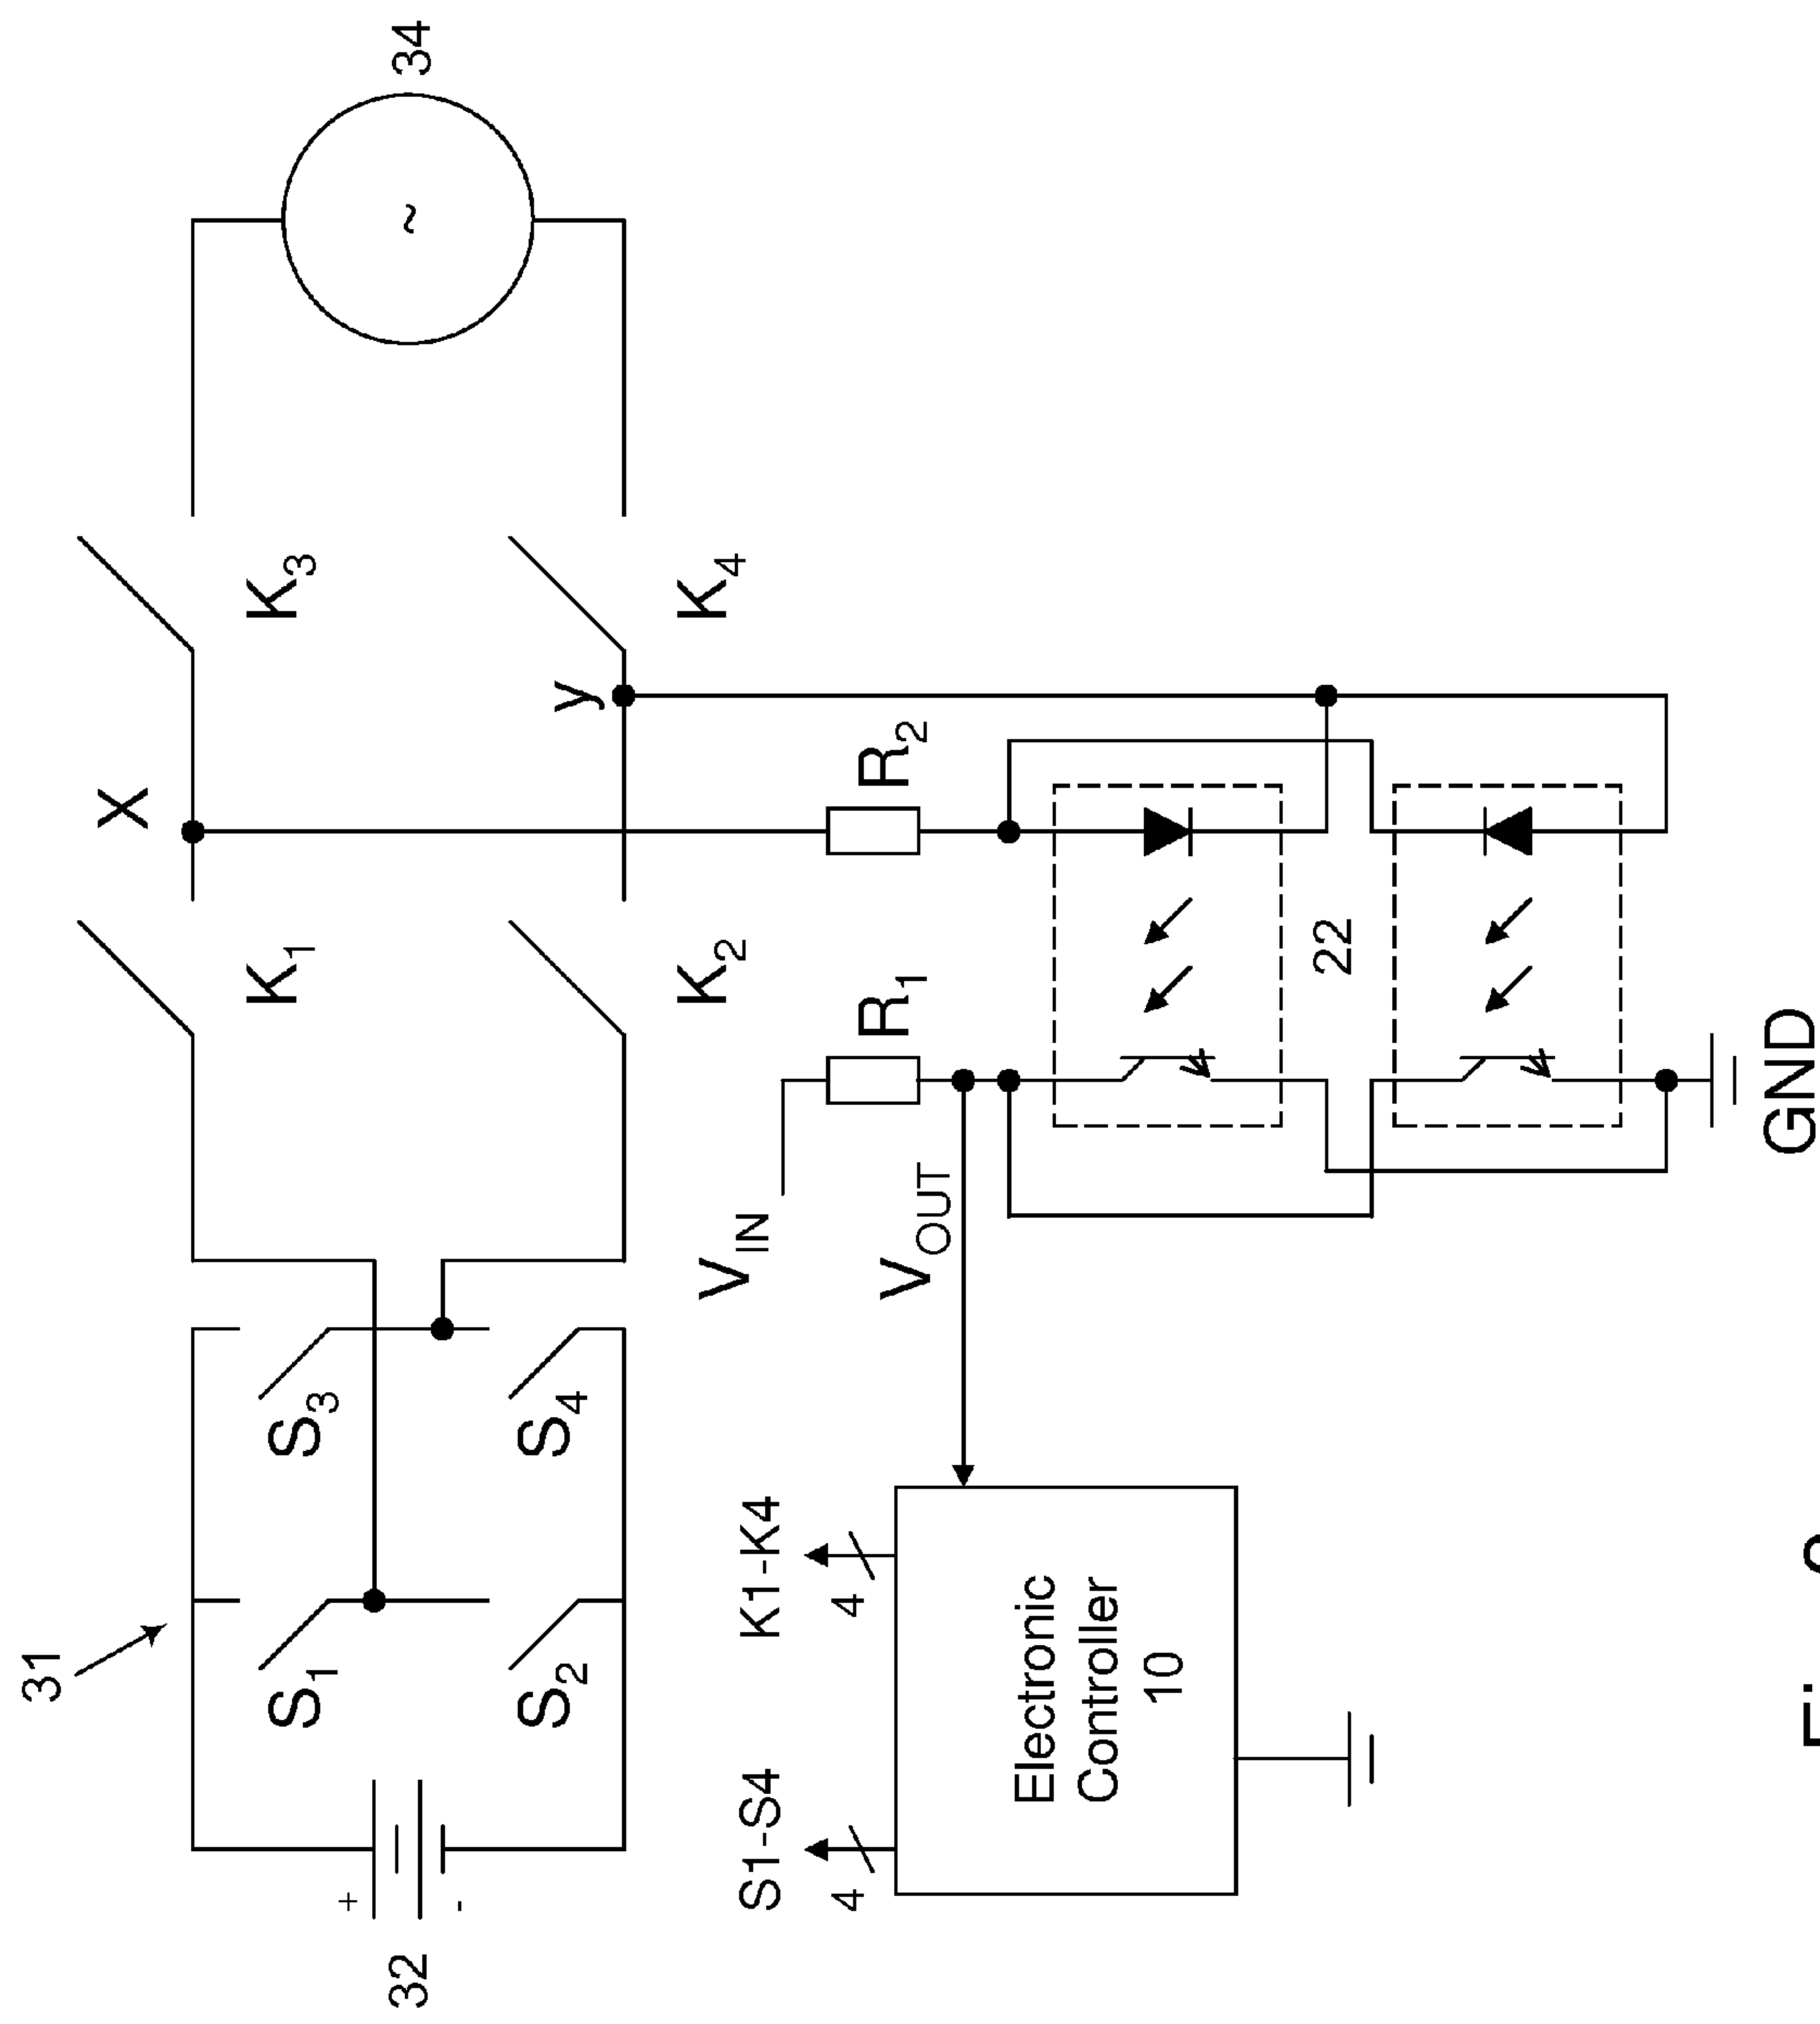 31
32
+
-
S1
S2
S3
S4
K1
K2
X
y
K3
K4
~
34
S1-S4
4
K1-K4
4
Electronic
Controller
10
VIN
VOUT
R1
R2
22
GND